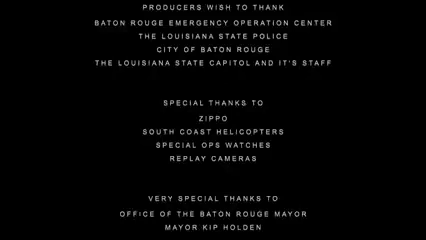 PRODUCERS WISH TO THANK
BATON ROUGE EMERGENCY OPERATION CENTER
THE LOUISIANA STATE POLICE
CITY OF BATON ROUGE
THE LOUISIANA STATE CAPITOL AND IT'S STAFF
SPECIAL THANKS TO
ZIPPO
SOUTH COAST HELICOPTERS
SPECIAL OPS WATCHES
REPLAY CAMERAS
VERY SPECIAL THANKS TO
OFFICE OF THE BATON ROUGE MAYOR
MAYOR KIP HOLDEN